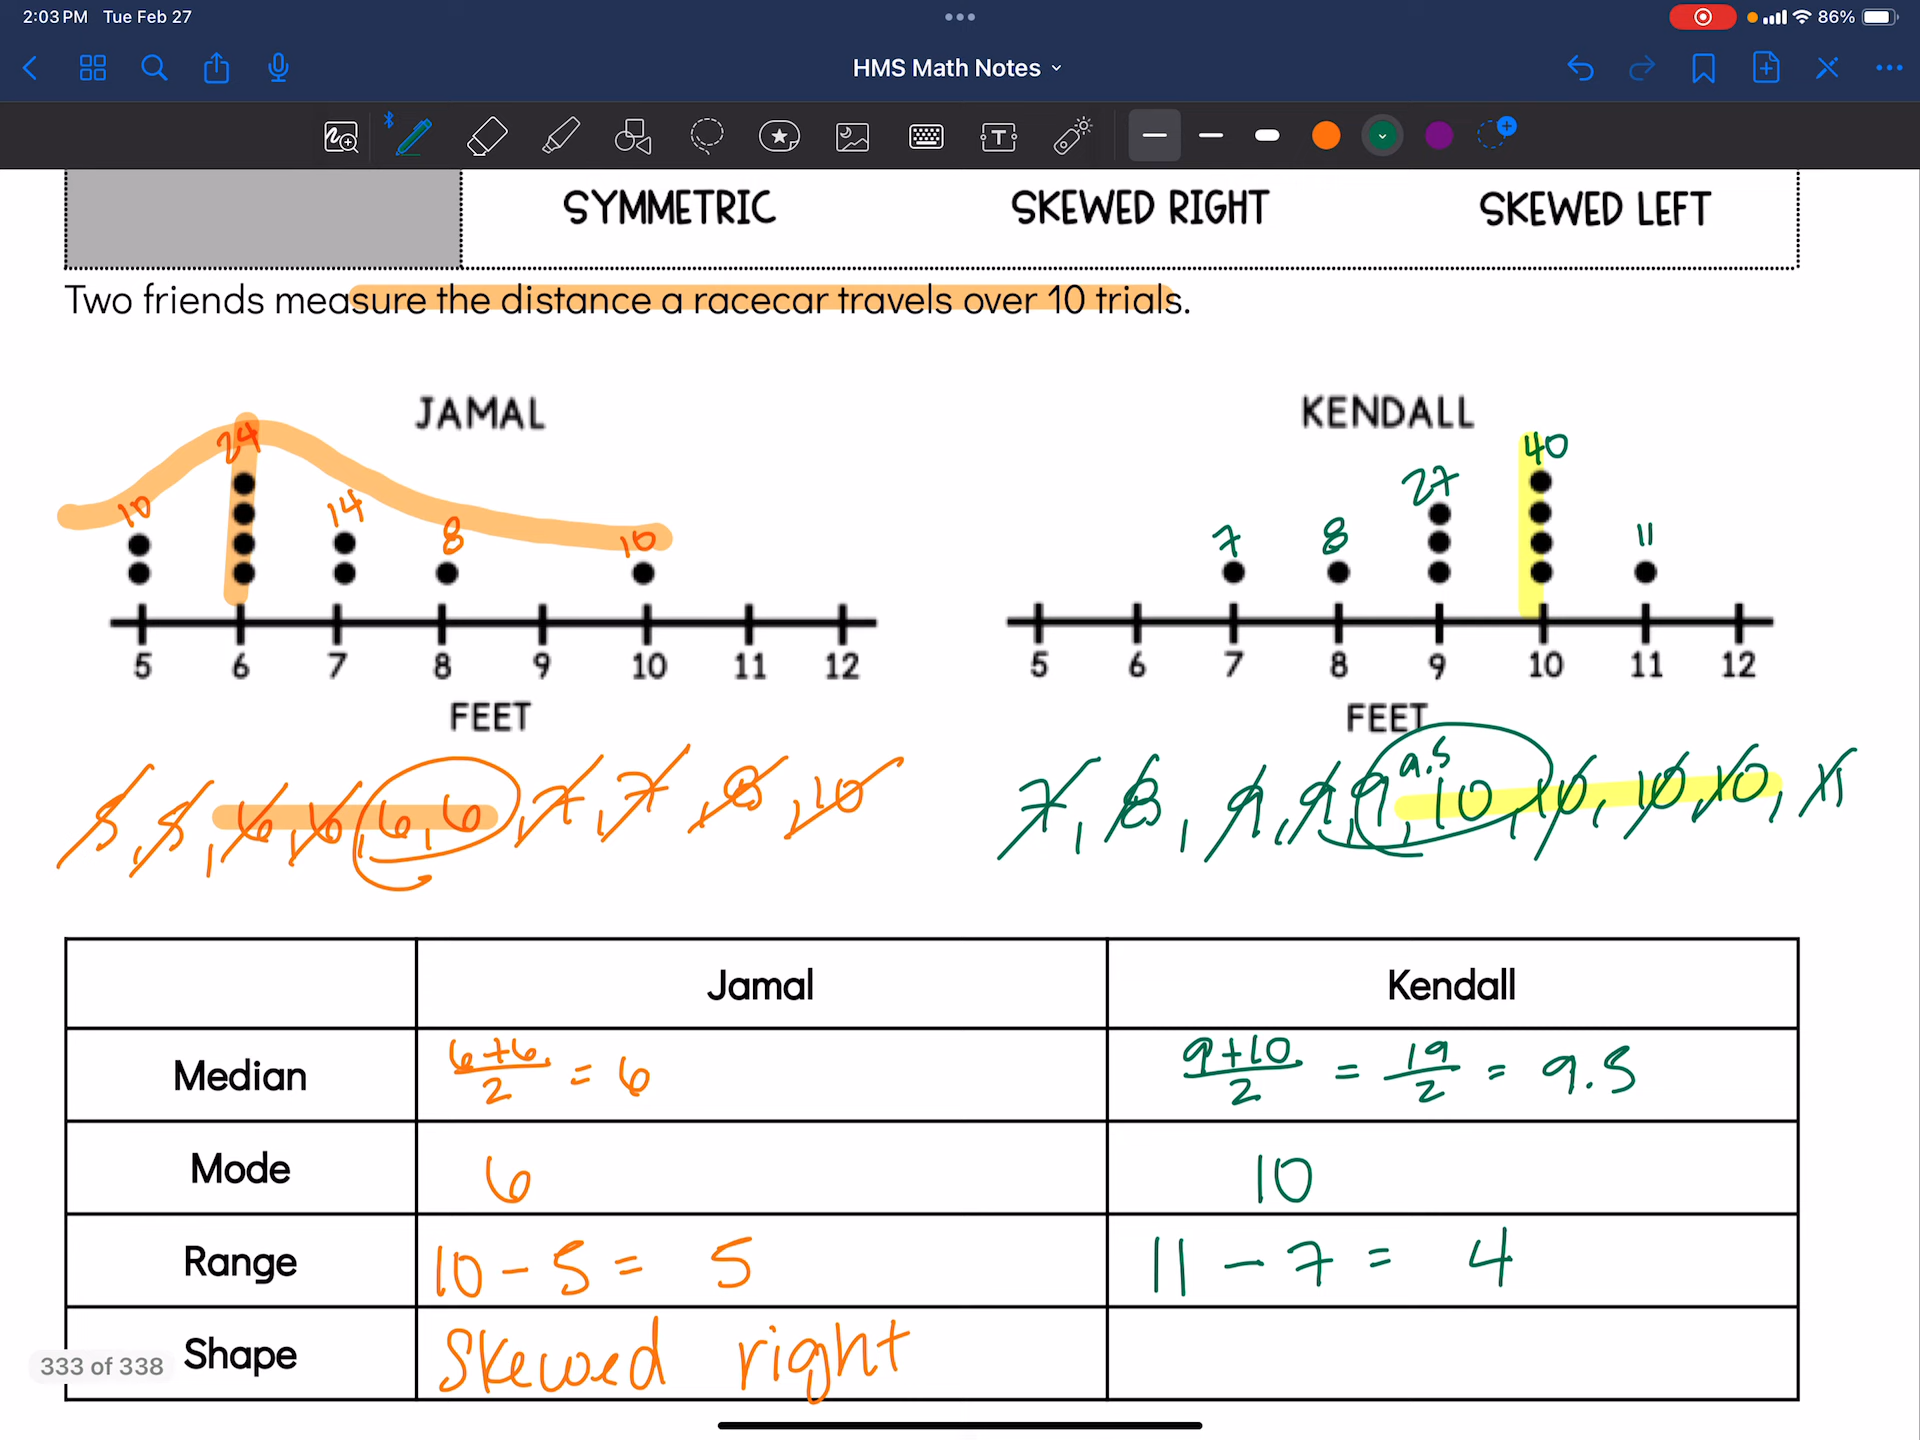 2:03 PM Tue Feb 27
86%
HMS Math Notes
T
SYMMETRIC SKEWED RIGHT SKEWED LEFT
Two friends measure the distance a racecar travels over 10 trials.
JAMAL
24
10 14 8 10
5 6 7 8 9 10 11 12
FEET
5, 5, 6, 6, 6, 6, 7, 7, 8, 10
KENDALL
40
27
7 8 11
5 6 7 8 9 10 11 12
FEET
9.5
7, 8, 9, 9, 9, 10, 10, 10, 10, 11
Jamal Kendall
Median 6+6/2 = 6 9+10/2 = 19/2 = 9.5
Mode 6 10
Range 10 - 5 = 5 11 - 7 = 4
Shape Skewed right
333 of 338